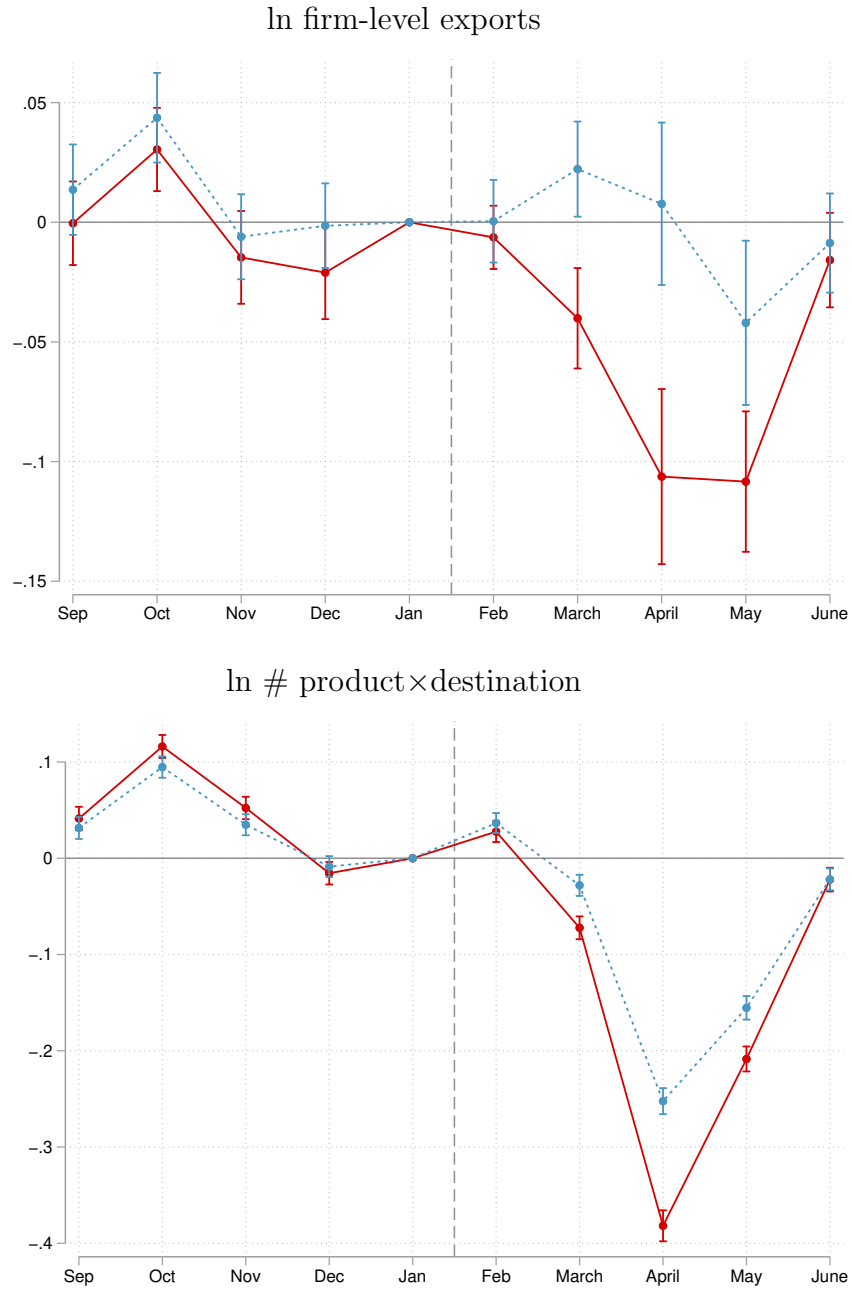 ln firm-level exports
.05
0
−.05
−.1
−.15
Sep Oct Nov Dec Jan Feb March April May June
ln # product×destination
.1
0
−.1
−.2
−.3
−.4
Sep Oct Nov Dec Jan Feb March April May June